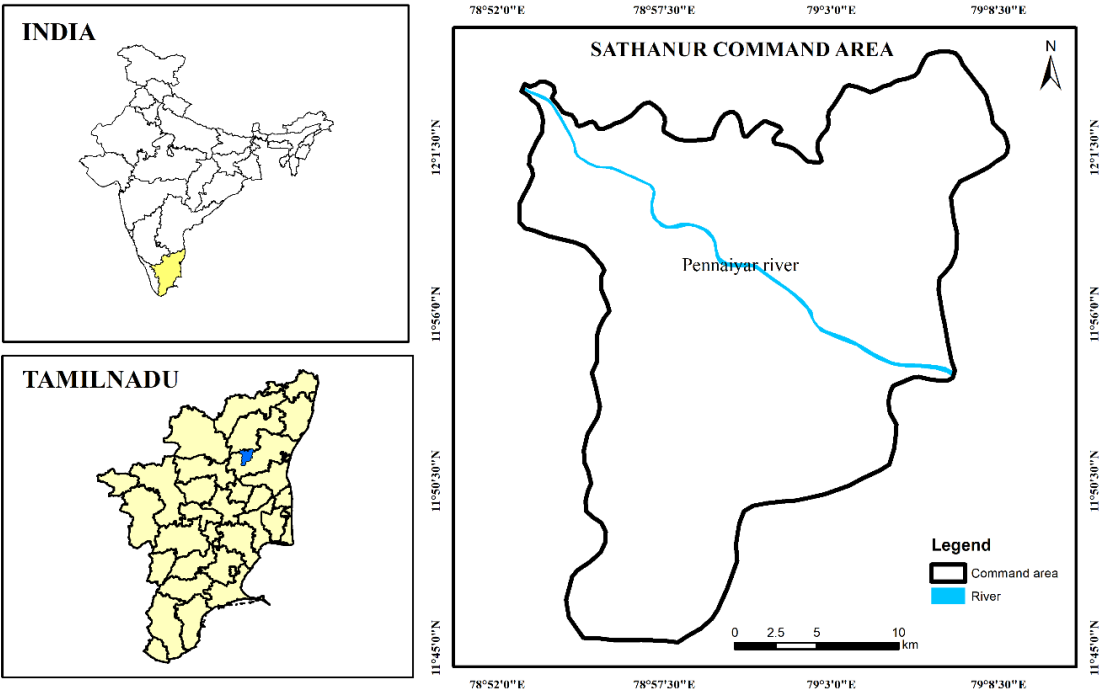 INDIA
TAMILNADU
78°52'0"E 78°57'30"E 79°3'0"E 79°8'30"E
SATHANUR COMMAND AREA
N
12°1'30"N
12°1'30"N
Pennaiyar river
11°56'0"N
11°56'0"N
11°50'30"N
11°50'30"N
Legend
Command area
River
0 2.5 5 10
km
11°45'0"N
11°45'0"N
78°52'0"E 78°57'30"E 79°3'0"E 79°8'30"E